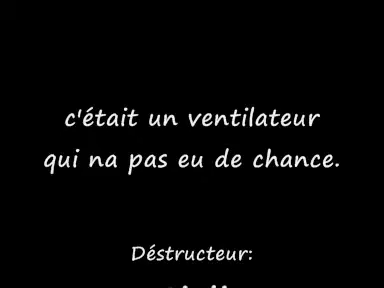 c'était un ventilateur
qui na pas eu de chance.
Déstructeur: